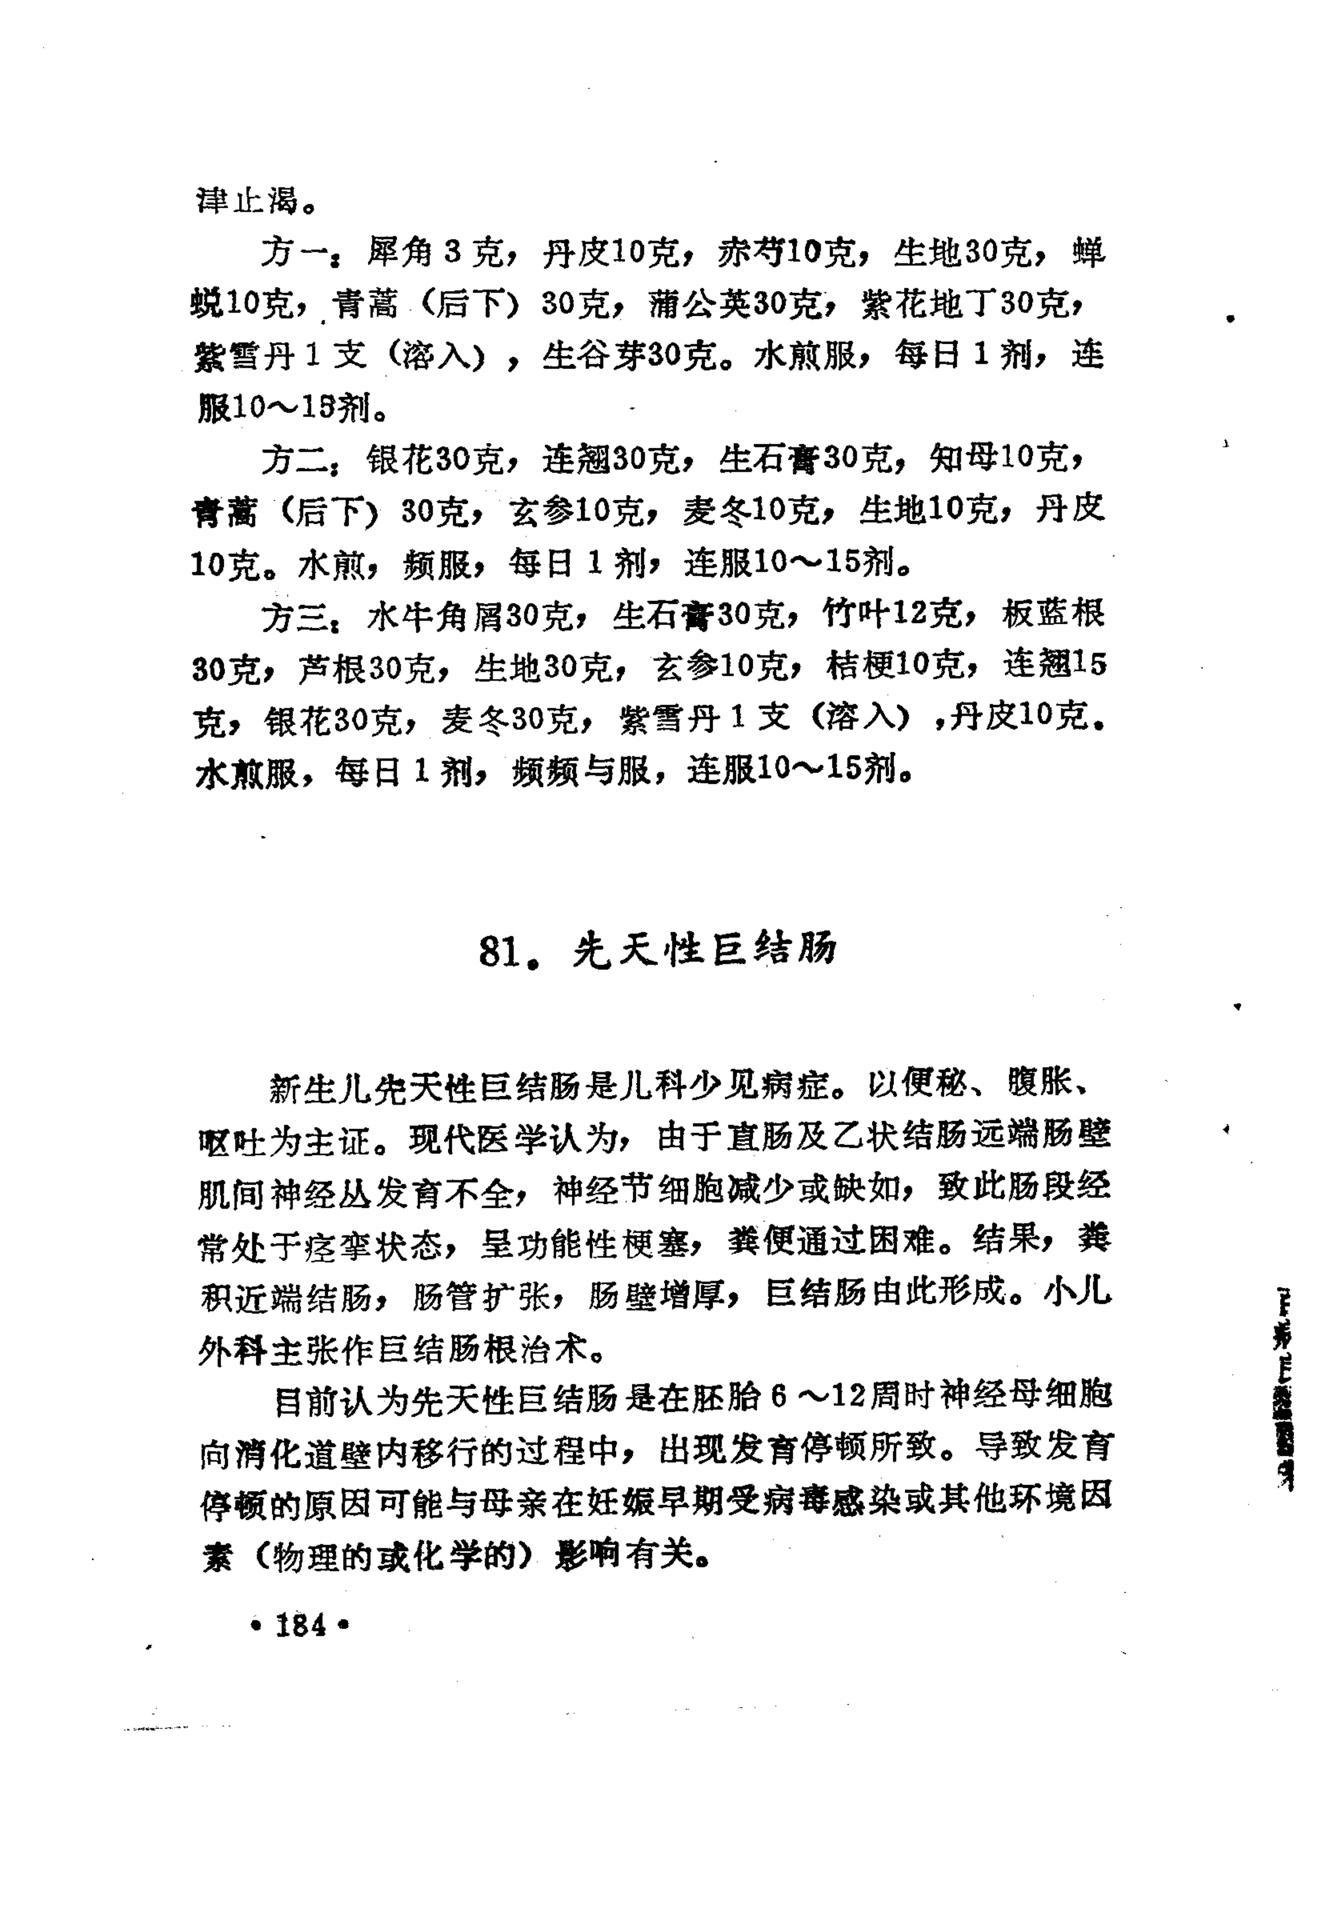 津止渴。
方一：犀角3克，丹皮10克，赤芍10克，生地30克，蝉
蜕10克，青蒿（后下）30克，蒲公英30克，紫花地丁30克，
紫雪丹1支（溶入），生谷芽30克。水煎服，每日1剂，连
服10～15剂。
方二：银花30克，连翘30克，生石膏30克，知母10克，
青蒿（后下）30克，玄参10克，麦冬10克，生地10克，丹皮
10克。水煎，频服，每日1剂，连服10～15剂。
方三：水牛角屑30克，生石膏30克，竹叶12克，板蓝根
30克，芦根30克，生地30克，玄参10克，桔梗10克，连翘15
克，银花30克，麦冬30克，紫雪丹1支（溶入），丹皮10克。
水煎服，每日1剂，频频与服，连服10～15剂。
81。先天性巨结肠
新生儿先天性巨结肠是儿科少见病症。以便秘、腹胀、
呕吐为主证。现代医学认为，由于直肠及乙状结肠远端肠壁
肌间神经丛发育不全，神经节细胞减少或缺如，致此肠段经
常处于痉挛状态，呈功能性梗塞，粪便通过困难。结果，粪
积近端结肠，肠管扩张，肠壁增厚，巨结肠由此形成。小儿
外科主张作巨结肠根治术。
目前认为先天性巨结肠是在胚胎6～12周时神经母细胞
向消化道壁内移行的过程中，出现发育停顿所致。导致发育
停顿的原因可能与母亲在妊娠早期受病毒感染或其他环境因
素（物理的或化学的）影响有关。
•184•